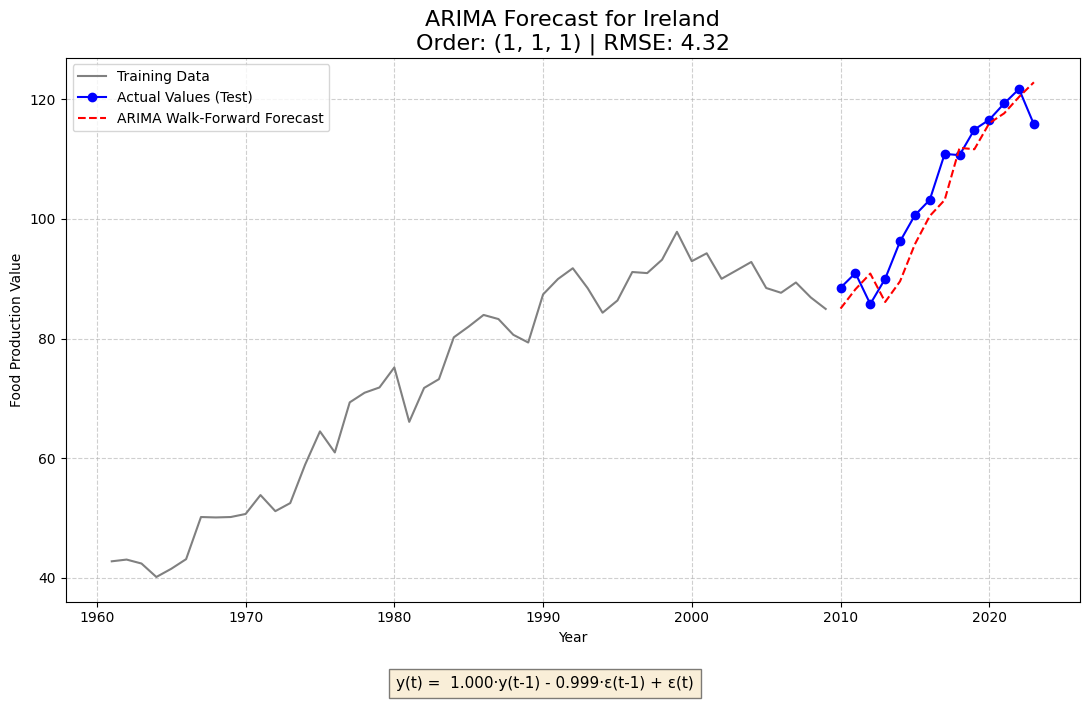 ARIMA Forecast for Ireland
Order: (1, 1, 1) | RMSE: 4.32
Training Data
Actual Values (Test)
ARIMA Walk-Forward Forecast
Food Production Value
120
100
80
60
40
1960 1970 1980 1990 2000 2010 2020
Year
y(t) =  1.000·y(t-1) - 0.999·ε(t-1) + ε(t)